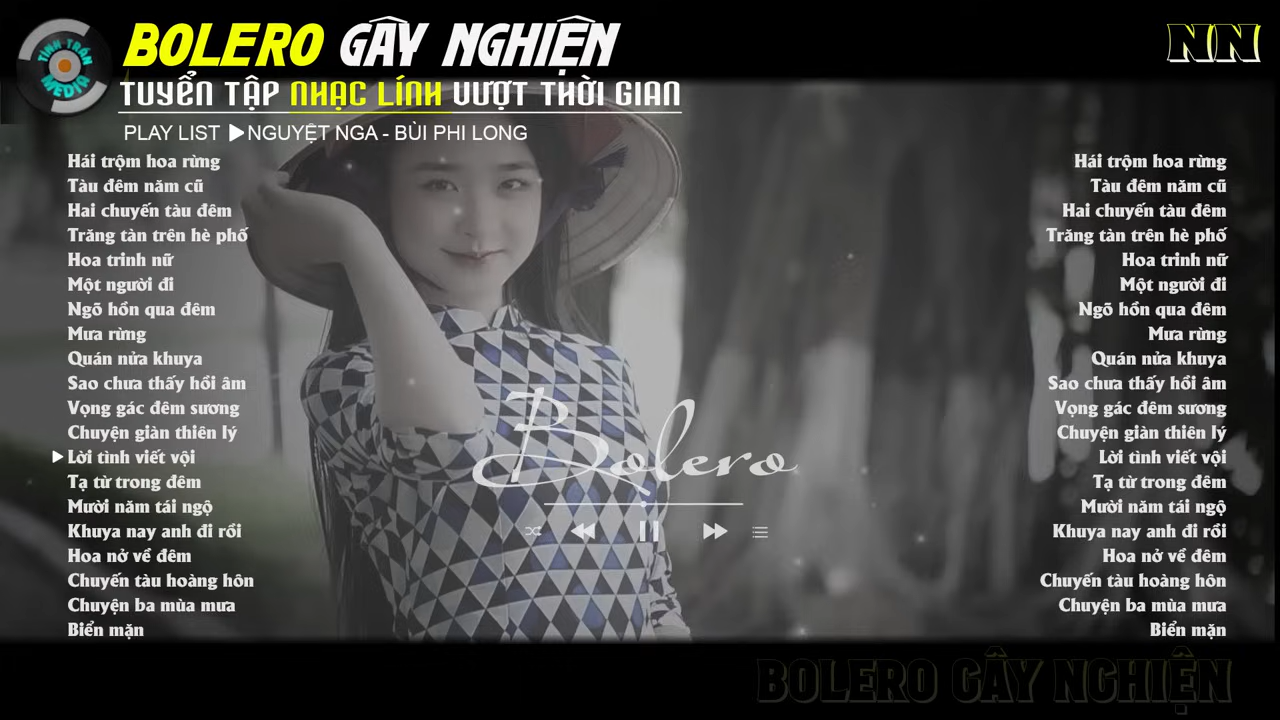 TÌNH TRẦN
MEDIA
BOLERO GÂY NGHIỆN
NN
TUYỂN TẬP NHẠC LÍNH VƯỢT THỜI GIAN
PLAY LIST NGUYỆT NGA - BÙI PHI LONG
Hái trộm hoa rừng
Tàu đêm năm cũ
Hai chuyến tàu đêm
Trăng tàn trên hè phố
Hoa trinh nữ
Một người đi
Ngõ hồn qua đêm
Mưa rừng
Quán nửa khuya
Sao chưa thấy hồi âm
Vọng gác đêm sương
Chuyện giàn thiên lý
Lời tình viết vội
Tạ từ trong đêm
Mười năm tái ngộ
Khuya nay anh đi rồi
Hoa nở về đêm
Chuyến tàu hoàng hôn
Chuyện ba mùa mưa
Biển mặn
Bolero
Hái trộm hoa rừng
Tàu đêm năm cũ
Hai chuyến tàu đêm
Trăng tàn trên hè phố
Hoa trinh nữ
Một người đi
Ngõ hồn qua đêm
Mưa rừng
Quán nửa khuya
Sao chưa thấy hồi âm
Vọng gác đêm sương
Chuyện giàn thiên lý
Lời tình viết vội
Tạ từ trong đêm
Mười năm tái ngộ
Khuya nay anh đi rồi
Hoa nở về đêm
Chuyến tàu hoàng hôn
Chuyện ba mùa mưa
Biển mặn
BOLERO GÂY NGHIỆN